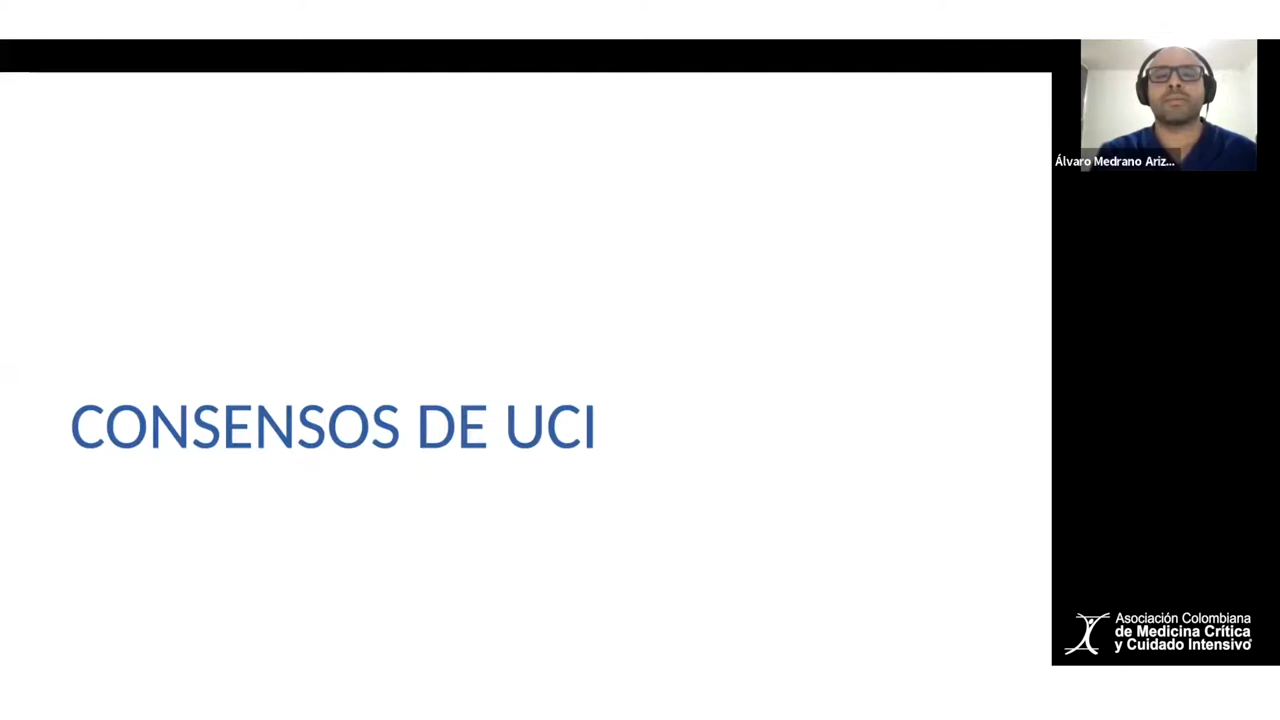 Álvaro Medrano Ariz...
CONSENSOS DE UCI
Asociación Colombiana
de Medicina Crítica
y Cuidado Intensivo